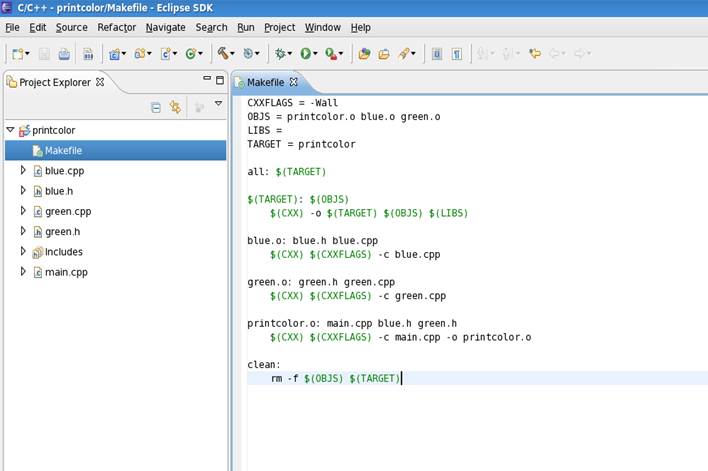 C/C++ - printcolor/Makefile - Eclipse SDK
File Edit Source Refactor Navigate Search Run Project Window Help
Project Explorer
printcolor
Makefile
blue.cpp
blue.h
green.cpp
green.h
Includes
main.cpp
Makefile
CXXFLAGS = -Wall
OBJS = printcolor.o blue.o green.o
LIBS =
TARGET = printcolor
all: $(TARGET)
$(TARGET): $(OBJS)
$(CXX) -o $(TARGET) $(OBJS) $(LIBS)
blue.o: blue.h blue.cpp
$(CXX) $(CXXFLAGS) -c blue.cpp
green.o: green.h green.cpp
$(CXX) $(CXXFLAGS) -c green.cpp
printcolor.o: main.cpp blue.h green.h
$(CXX) $(CXXFLAGS) -c main.cpp -o printcolor.o
clean:
rm -f $(OBJS) $(TARGET)